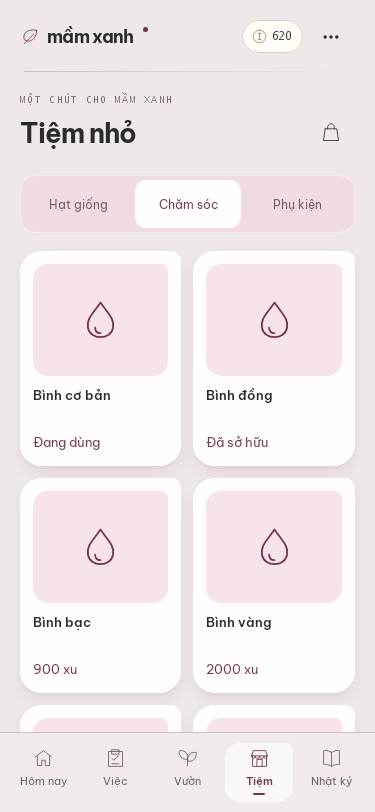 mầm xanh
620
MỘT CHÚT CHO MẦM XANH
Tiệm nhỏ
Hạt giống
Chăm sóc
Phụ kiện
Bình cơ bản
Bình đồng
Đang dùng
Đã sở hữu
Bình bạc
Bình vàng
900 xu
2000 xu
Hôm nay
Việc
Vườn
Tiệm
Nhật ký